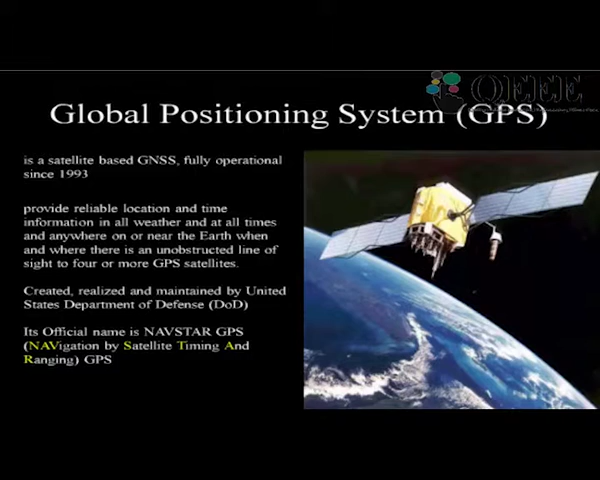 QEEE
Global Positioning System (GPS)
is a satellite based GNSS, fully operational
since 1993
provide reliable location and time
information in all weather and at all times
and anywhere on or near the Earth when
and where there is an unobstructed line of
sight to four or more GPS satellites.
Created, realized and maintained by United
States Department of Defense (DoD)
Its Official name is NAVSTAR GPS
(NAVigation by Satellite Timing And
Ranging) GPS